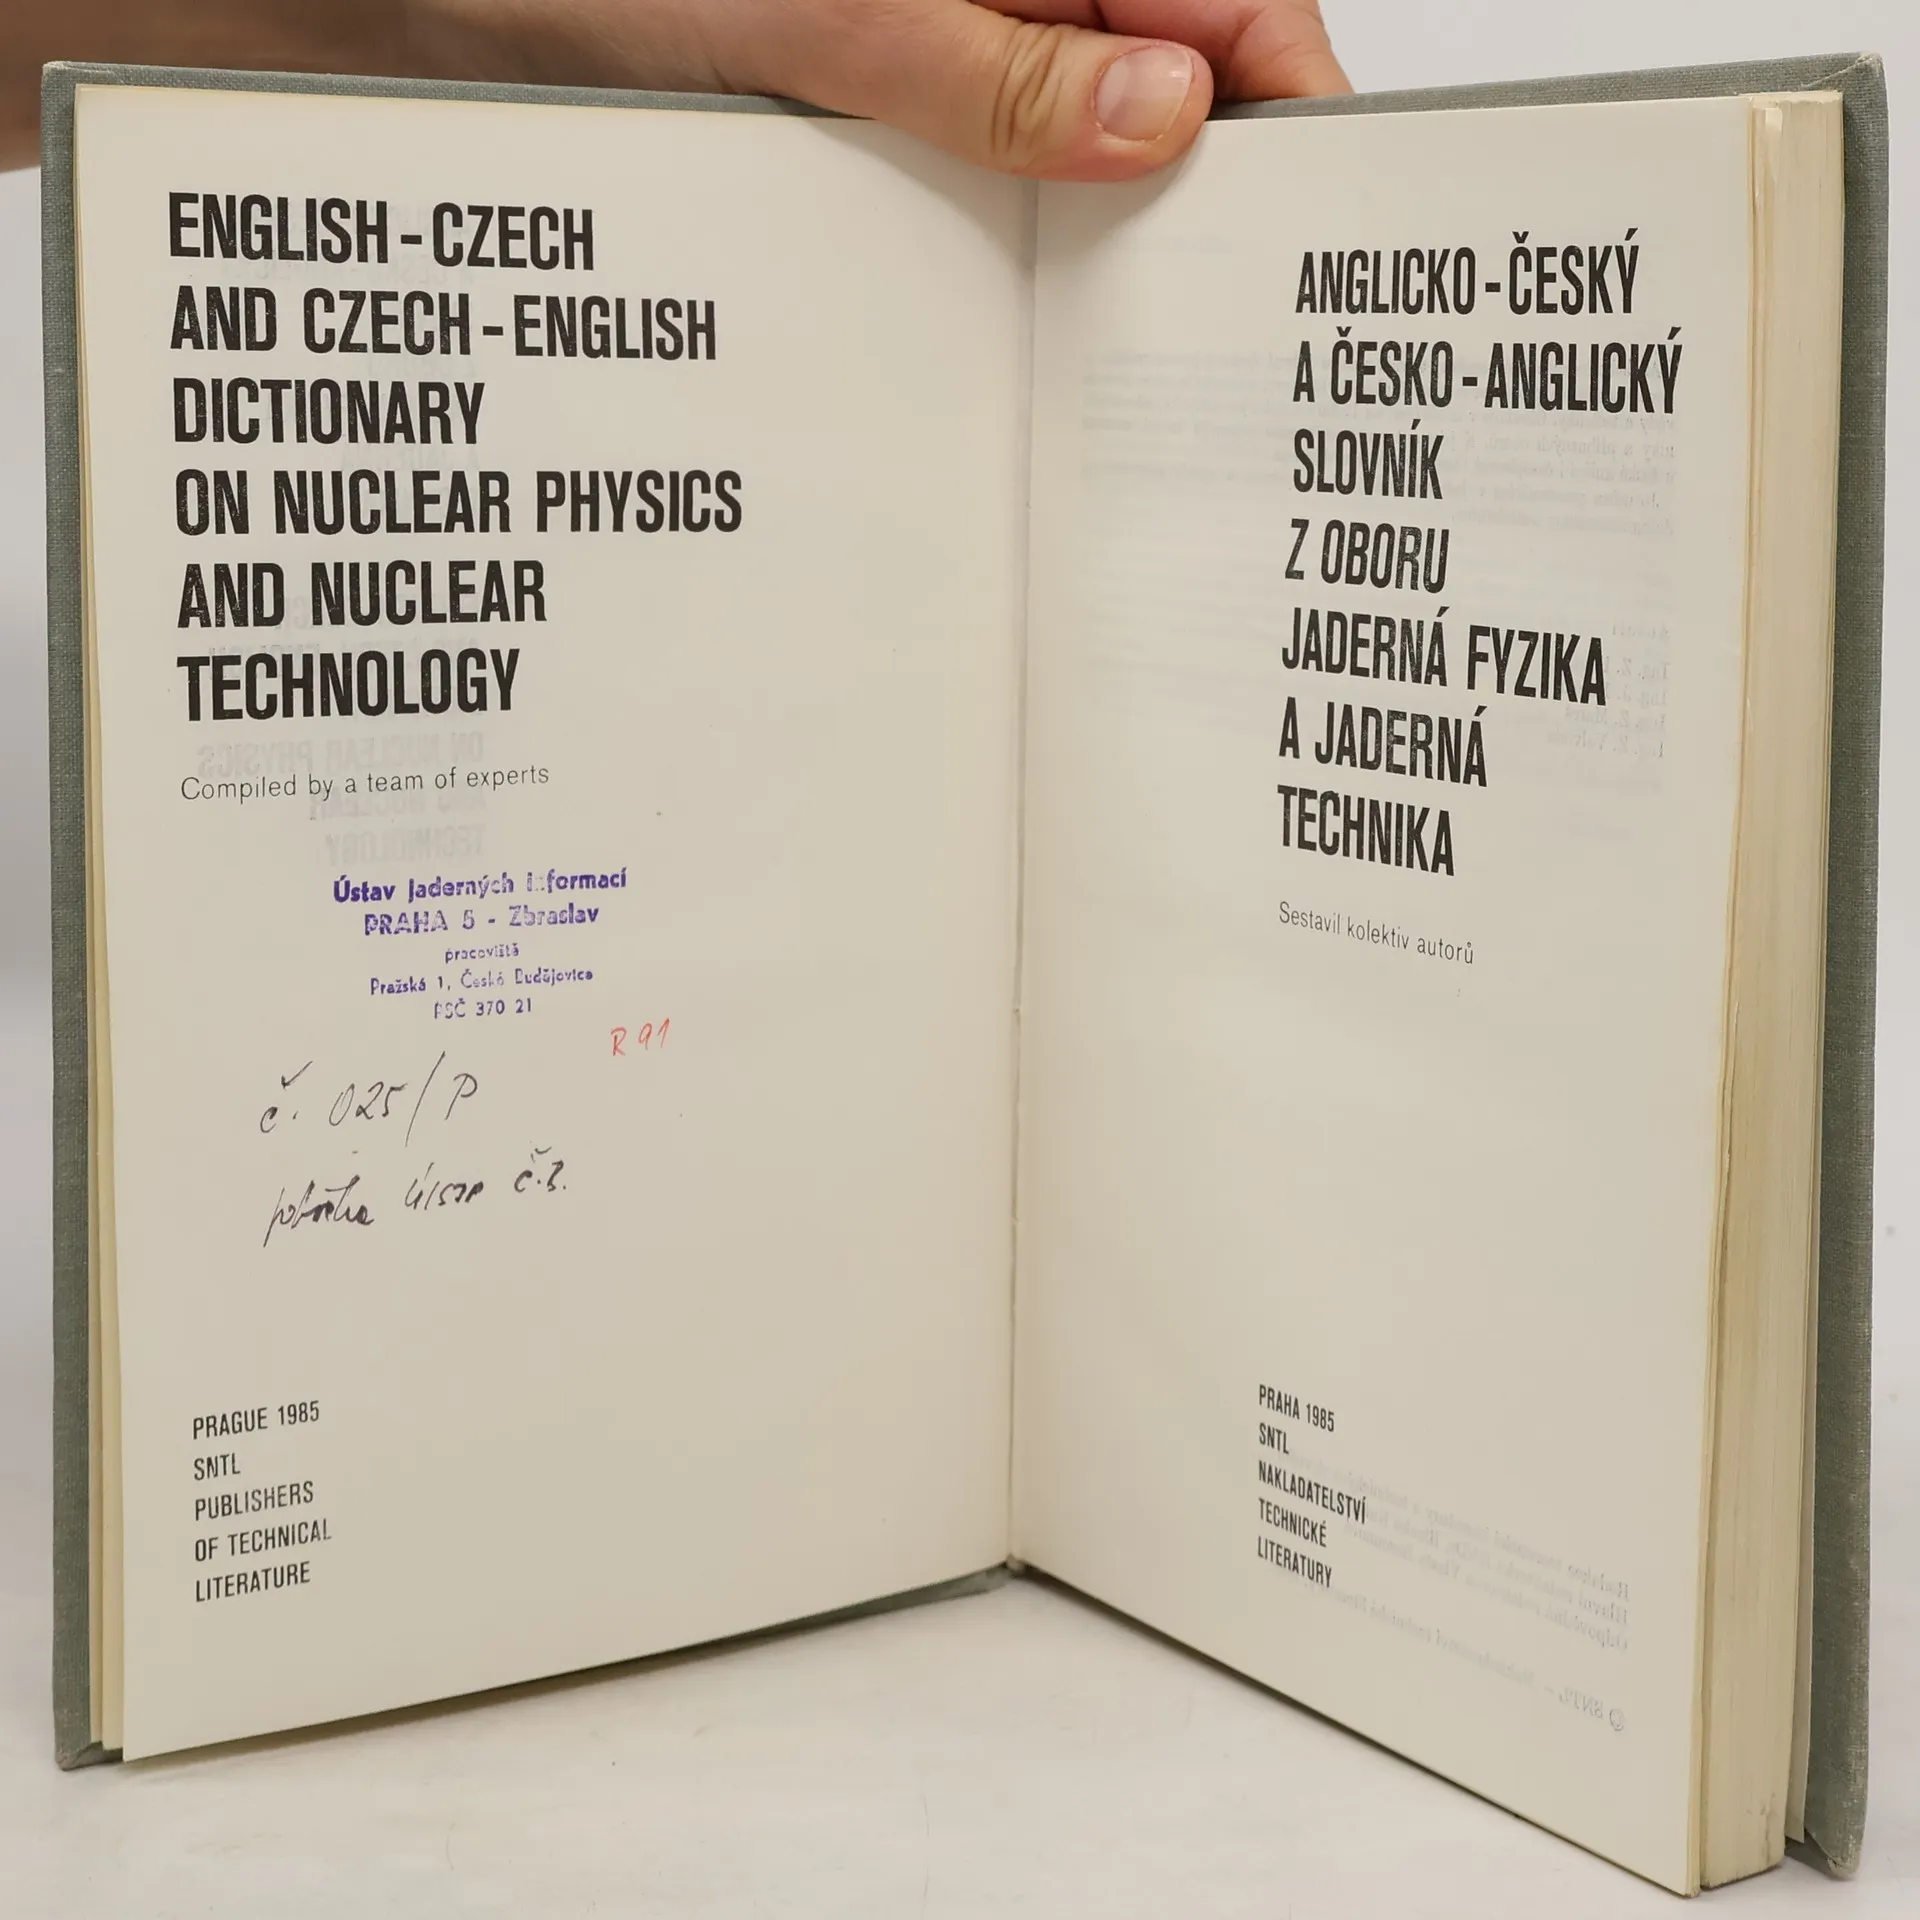 ENGLISH-CZECH
AND CZECH-ENGLISH
DICTIONARY
ON NUCLEAR PHYSICS
AND NUCLEAR
TECHNOLOGY
Compiled by a team of experts
Ústav jaderných informací
PRAHA 5 - Zbraslav
pracoviště
Pražská 1, České Budějovice
PSČ 370 21
R 91
č. 025/P
pobočka č.3.
PRAGUE 1985
SNTL
PUBLISHERS
OF TECHNICAL
LITERATURE
ANGLICKO-ČESKÝ
A ČESKO-ANGLICKÝ
SLOVNÍK
Z OBORU
JADERNÁ FYZIKA
A JADERNÁ
TECHNIKA
Sestavil kolektiv autorů
PRAHA 1985
SNTL
NAKLADATELSTVÍ
TECHNICKÉ
LITERATURY